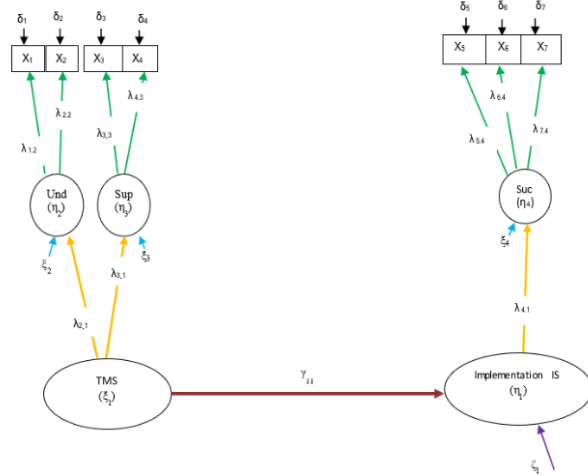 δ₁ δ₂ δ₃ δ₄ δ₅ δ₆ δ₇
X₁ X₂ X₃ X₄ X₅ X₆ X₇
λ₁.₂ λ₂.₂ λ₃,₃ λ₄.₃ λ₅.₄ λ₆.₄ λ₇.₄
Und Sup Suc
(η₂) (η₃) (η₄)
ξ₂ ξ₃ ξ₄
λ₂,₁ λ₃,₁ λ₄.₁
γ₁₁
TMS Implementation IS
(ξ₁) (η₁)
ζ₁